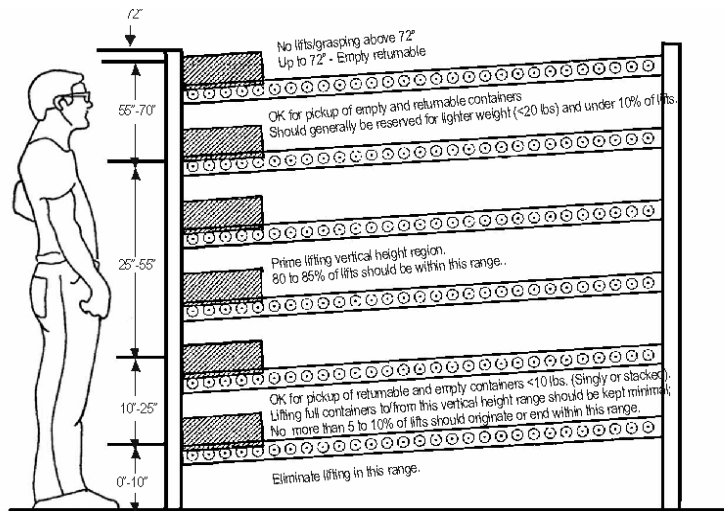 72"
No lifts/grasping above 72"
Up to 72" - Empty returnable
55"-70"
OK for pickup of empty and returnable containers
Should generally be reserved for lighter weight (<20 lbs) and under 10% of lifts.
25"-55"
Prime lifting vertical height region.
80 to 85% of lifts should be within this range..
10"-25"
OK for pickup of returnable and empty containers <10 lbs. (Singly or stacked).
Lifting full containers to/from this vertical height range should be kept minimal;
No more than 5 to 10% of lifts should originate or end within this range.
0"-10"
Eliminate lifting in this range.